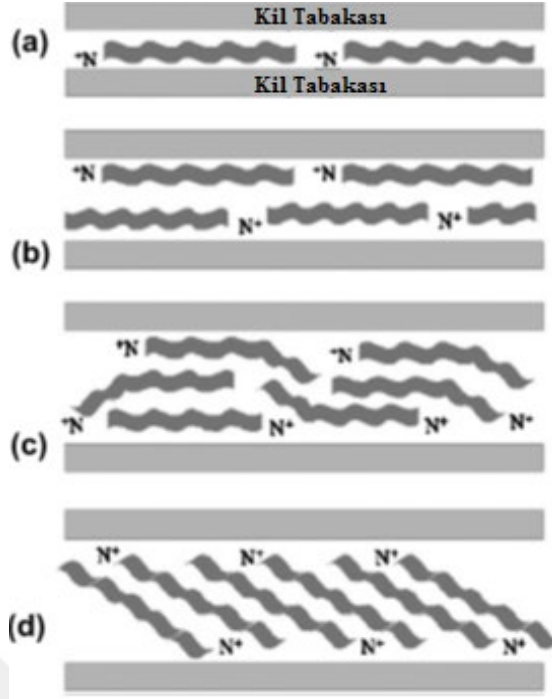 Kil Tabakası
(a)
⁺N ⁺N
Kil Tabakası
⁺N ⁺N
N⁺ N⁺
(b)
⁺N ⁺N
(c)
⁺N N⁺ N⁺ N⁺
N⁺ N⁺ N⁺
(d)
N⁺ N⁺ N⁺